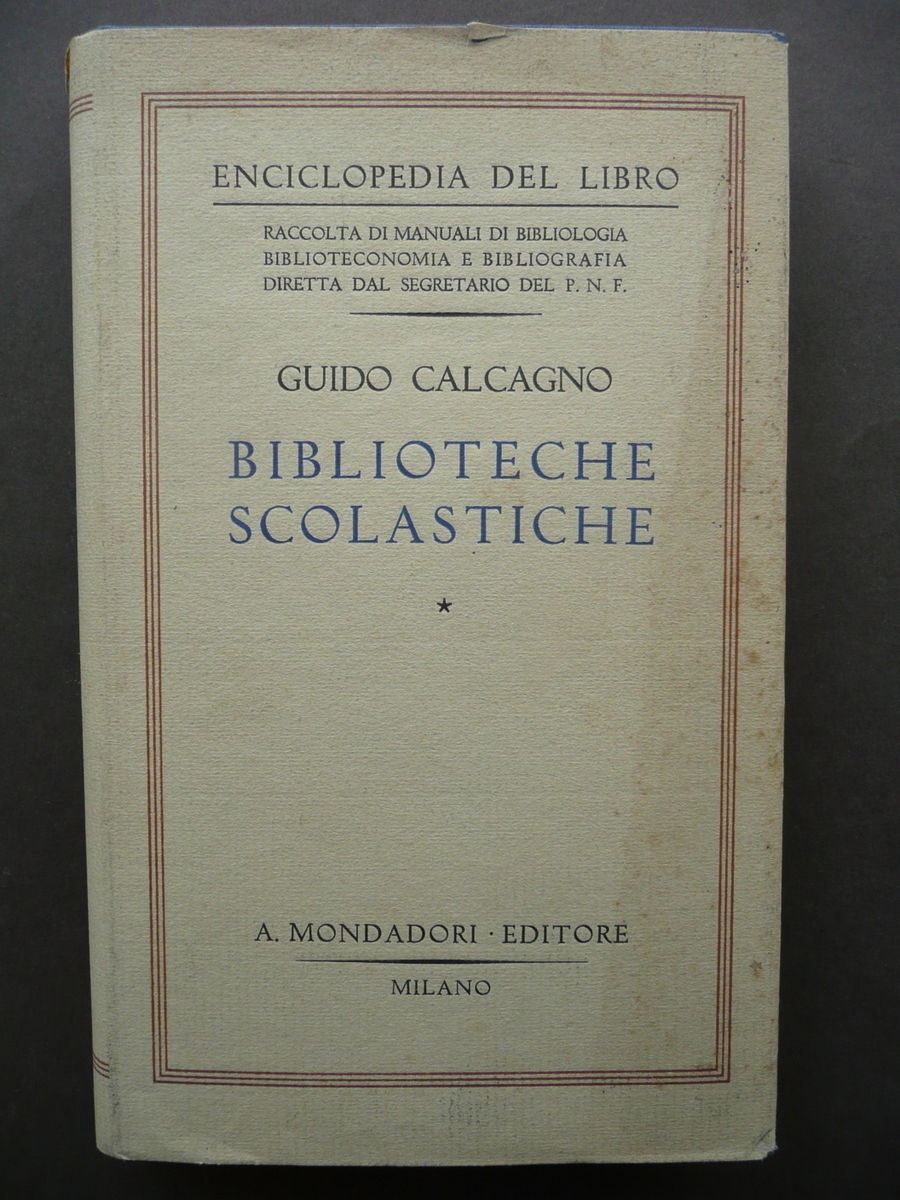 ENCICLOPEDIA DEL LIBRO
RACCOLTA DI MANUALI DI BIBLIOLOGIA
BIBLIOTECONOMIA E BIBLIOGRAFIA
DIRETTA DAL SEGRETARIO DEL P. N. F.
GUIDO CALCAGNO
BIBLIOTECHE
SCOLASTICHE
*
A. MONDADORI · EDITORE
MILANO